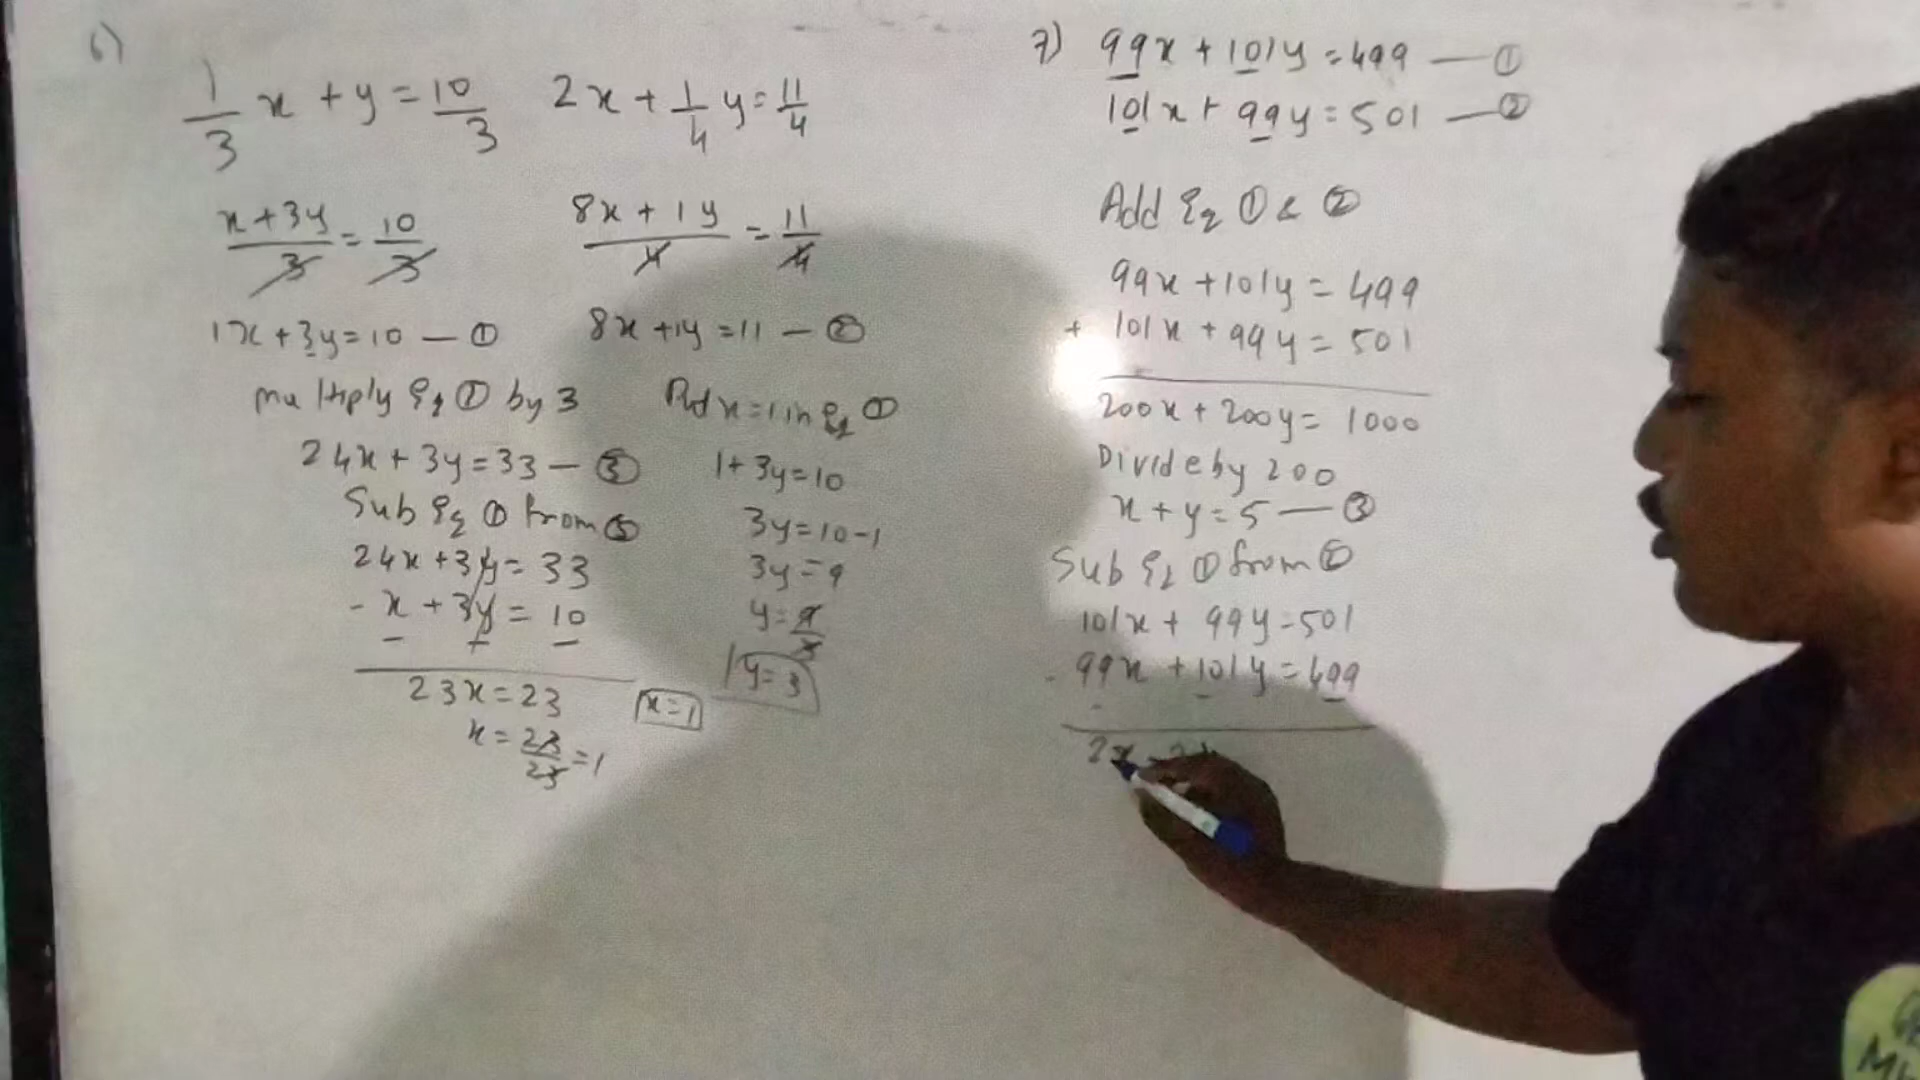 6)
1/3 x + y = 10/3    2x + 1/4 y = 11/4
x + 3y / 3 = 10/3    8x + 1y / 4 = 11/4
1x + 3y = 10 — ①    8x + 1y = 11 — ②
multiply Eq ② by 3
24x + 3y = 33 — ③
Sub Eq ① from ③
24x + 3y = 33
- x + 3y = 10
− + −
23x = 23
x = 23/23 = 1
x = 1
Put x = 1 in Eq ①
1 + 3y = 10
3y = 10 - 1
3y = 9
y = 9/3
y = 3
7) 99x + 101y = 499 — ①
101x + 99y = 501 — ②
Add Eq ① & ②
99x + 101y = 499
+ 101x + 99y = 501
200x + 200y = 1000
Divide by 200
x + y = 5 — ③
Sub Eq ① from ②
101x + 99y = 501
- 99x + 101y = 499
- - -
2x - 2y